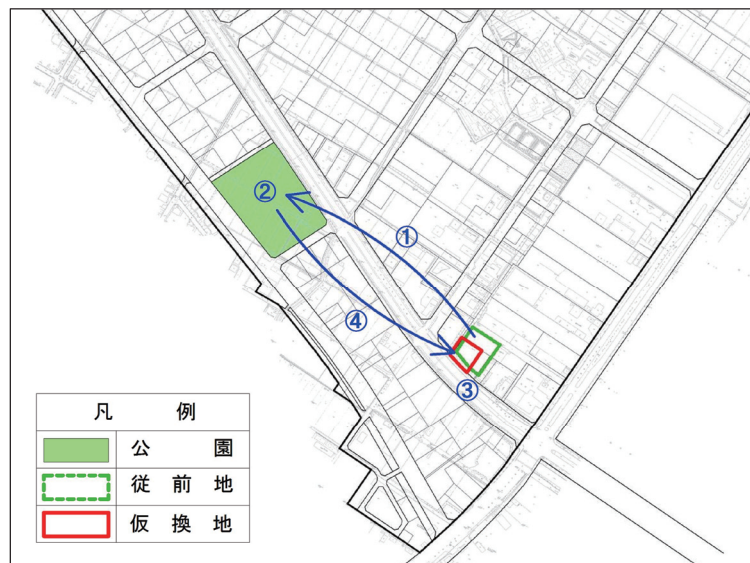 ②
①
④
③
凡 例
公 園
従 前 地
仮 換 地